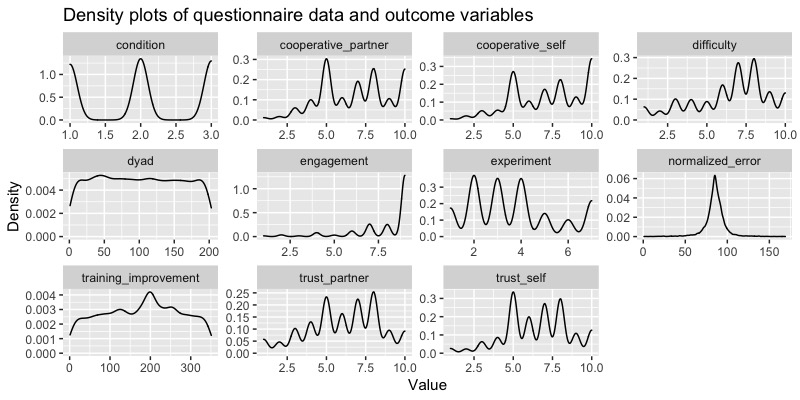 Density plots of questionnaire data and outcome variables
condition
cooperative_partner
cooperative_self
difficulty
1.0
0.5
0.0
1.0 1.5 2.0 2.5 3.0
0.3
0.2
0.1
0.0
2.5 5.0 7.5 10.0
0.3
0.2
0.1
0.0
2.5 5.0 7.5 10.0
0.3
0.2
0.1
0.0
2.5 5.0 7.5 10.0
dyad
engagement
experiment
normalized_error
0.004
0.002
0.000
0 50 100 150 200
1.0
0.5
0.0
2.5 5.0 7.5 10.0
0.3
0.2
0.1
0.0
2 4 6
0.06
0.04
0.02
0.00
0 50 100 150
training_improvement
trust_partner
trust_self
0.004
0.003
0.002
0.001
0.000
0 100 200 300
0.25
0.20
0.15
0.10
0.05
0.00
2.5 5.0 7.5 10.0
0.3
0.2
0.1
0.0
2.5 5.0 7.5 10.0
Density
Value